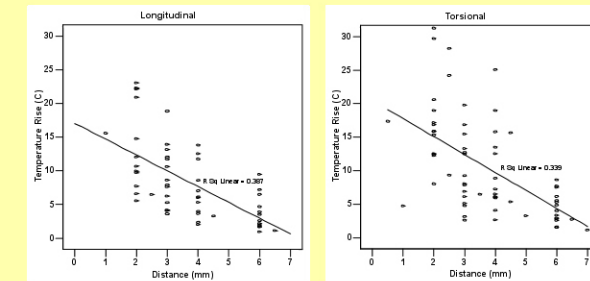 Longitudinal
Temperature Rise (C)
30
25
20
15
10
5
0
R Sq Linear = 0.387
0 1 2 3 4 5 6 7
Distance (mm)
Torsional
Temperature Rise (C)
30
25
20
15
10
5
0
R Sq Linear = 0.339
0 1 2 3 4 5 6 7
Distance (mm)